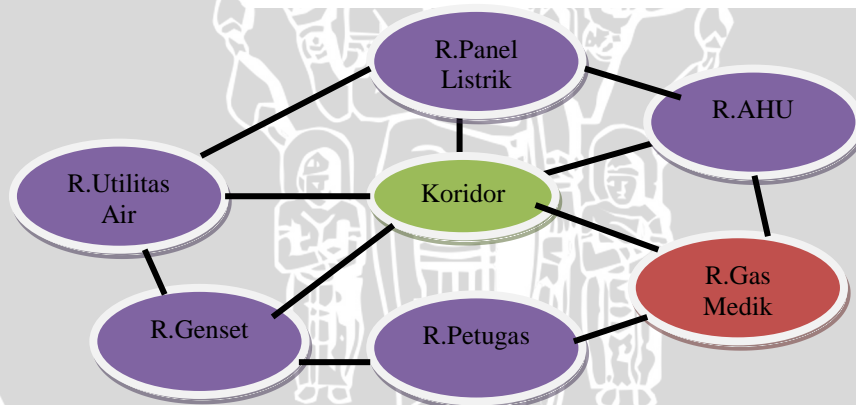 R.Panel
Listrik
R.AHU
R.Utilitas
Air
Koridor
R.Gas
Medik
R.Genset
R.Petugas